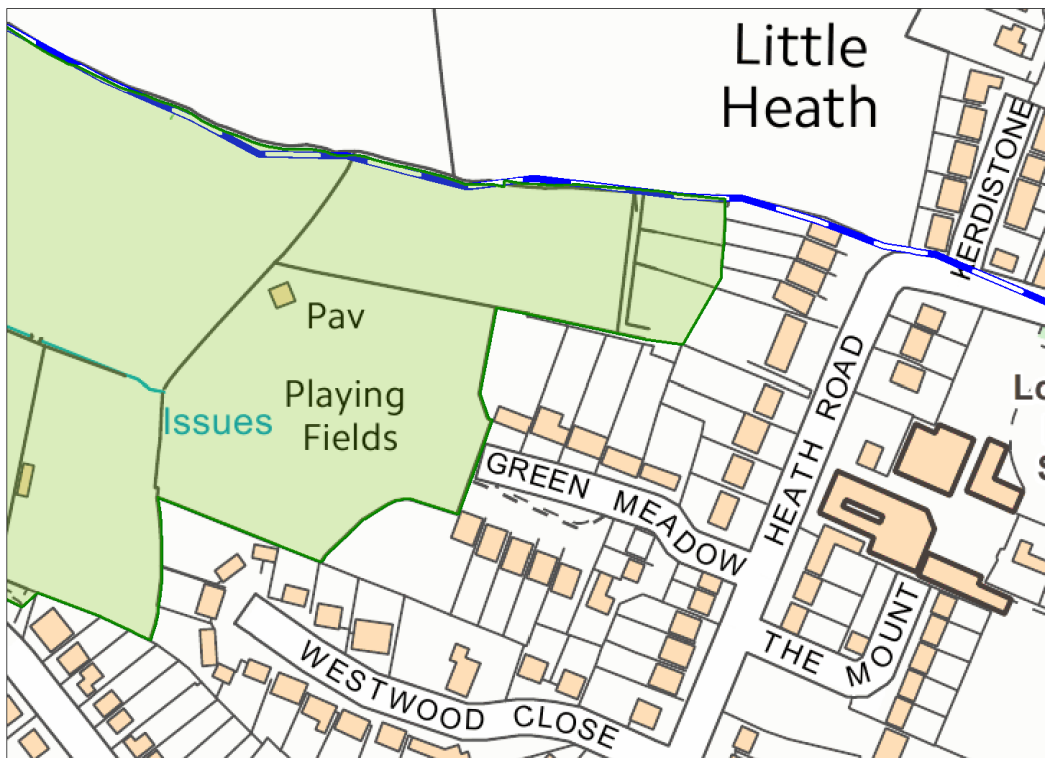 Little
Heath
HERDISTONE
Pav
Playing
Fields
Issues
HEATH ROAD
GREEN MEADOW
THE MOUNT
WESTWOOD CLOSE